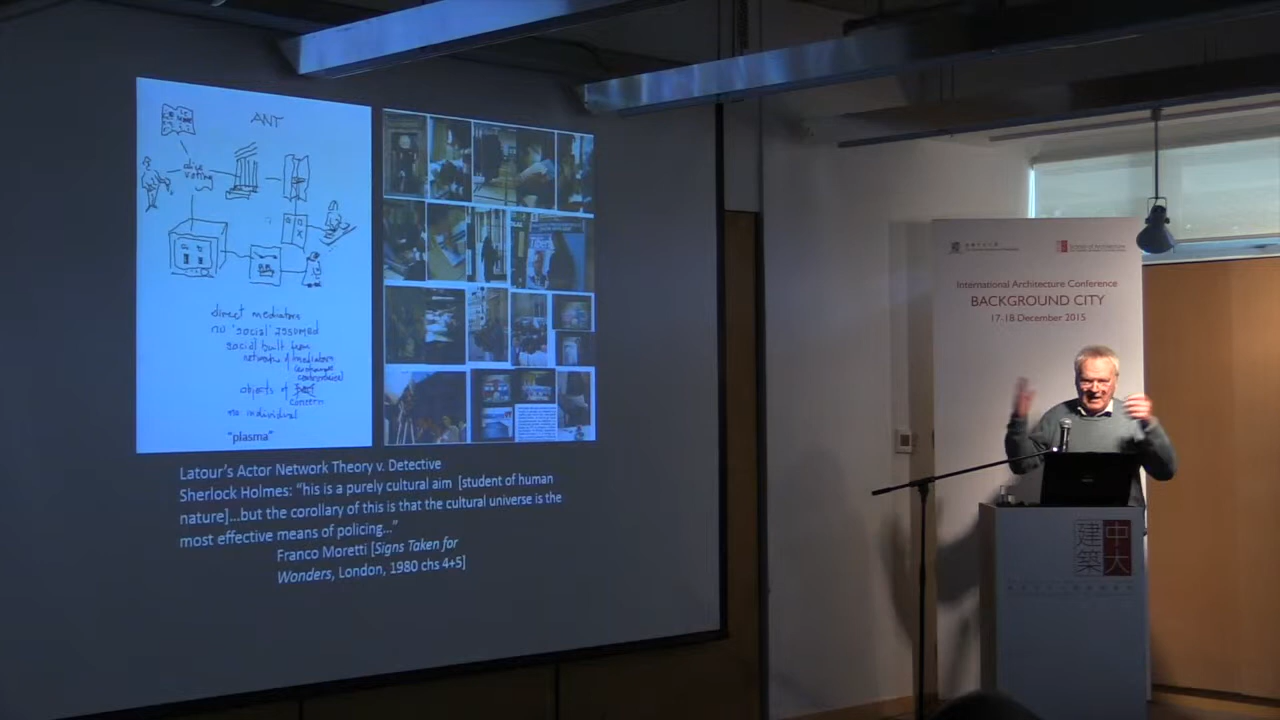 ANT
direct mediators
no 'social' assumed
social built from
network of mediators
objects of
concern
no individual
"plasma"
Latour's Actor Network Theory v. Detective
Sherlock Holmes: "his is a purely cultural aim [student of human
nature]...but the corollary of this is that the cultural universe is the
most effective means of policing..."
Franco Moretti [Signs Taken for
Wonders, London, 1980 chs 4+5]
International Architecture Conference
BACKGROUND CITY
17-18 December 2015
中大
建築